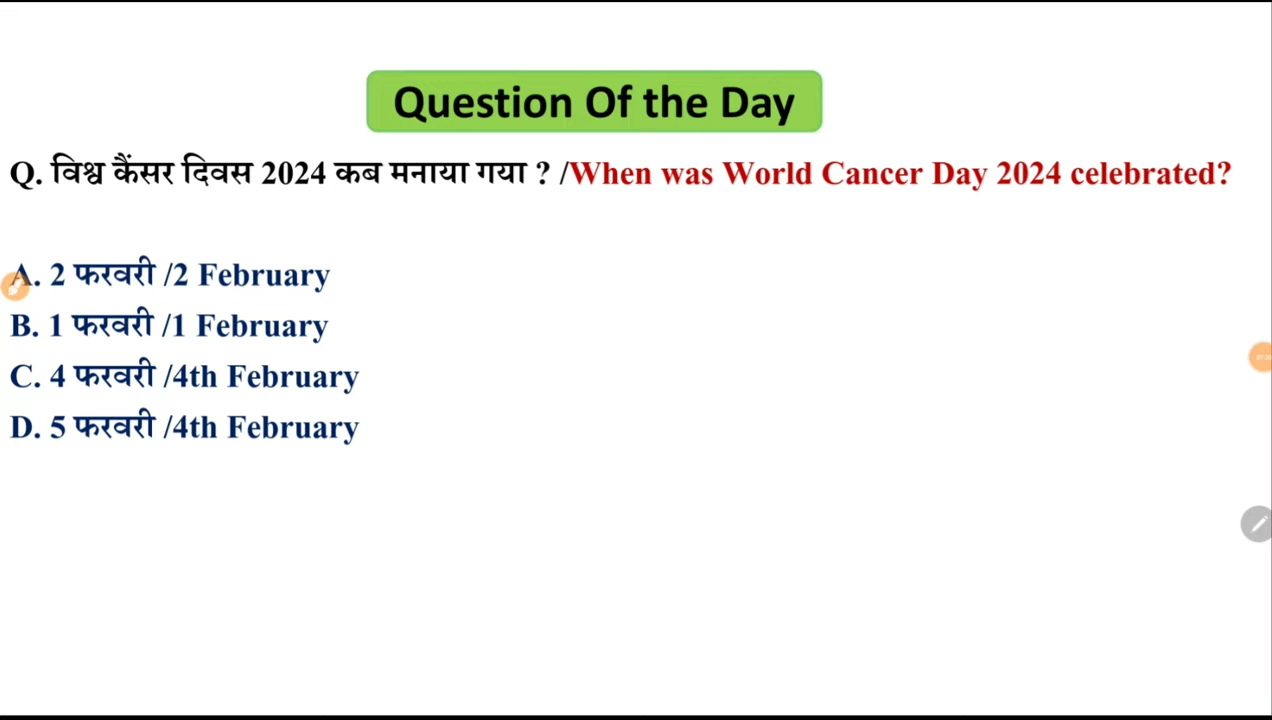 Question Of the Day
Q. विश्व कैंसर दिवस 2024 कब मनाया गया ? /When was World Cancer Day 2024 celebrated?
A. 2 फरवरी /2 February
B. 1 फरवरी /1 February
C. 4 फरवरी /4th February
D. 5 फरवरी /4th February